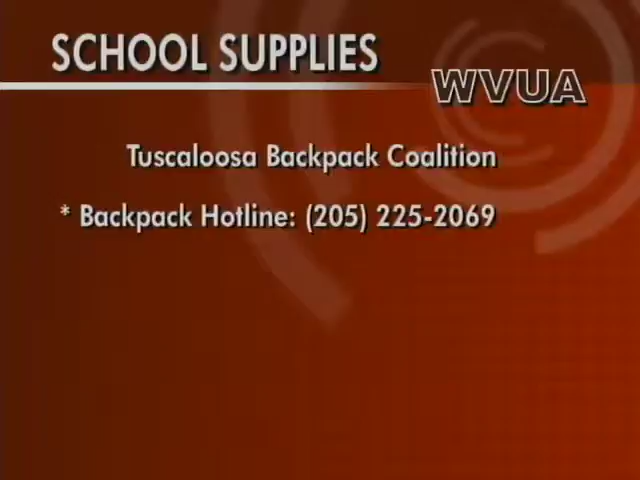 SCHOOL SUPPLIES
WVUA
Tuscaloosa Backpack Coalition
* Backpack Hotline: (205) 225-2069